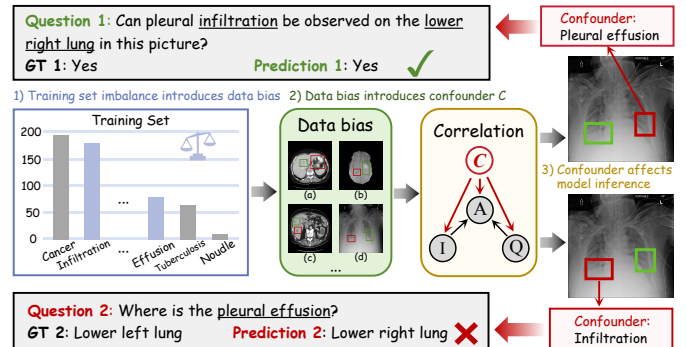 Question 1: Can pleural infiltration be observed on the lower
right lung in this picture?
GT 1: Yes
Prediction 1: Yes
Confounder:
Pleural effusion
1) Training set imbalance introduces data bias
2) Data bias introduces confounder C
Training Set
200
150
100
50
0
...
...
Cancer
Infiltration
Effusion
Tuberculosis
Noudle
Data bias
(a)
(b)
(c)
(d)
...
Correlation
C
A
I
Q
L
3) Confounder affects
model inference
L
Question 2: Where is the pleural effusion?
GT 2: Lower left lung
Prediction 2: Lower right lung
Confounder:
Infiltration